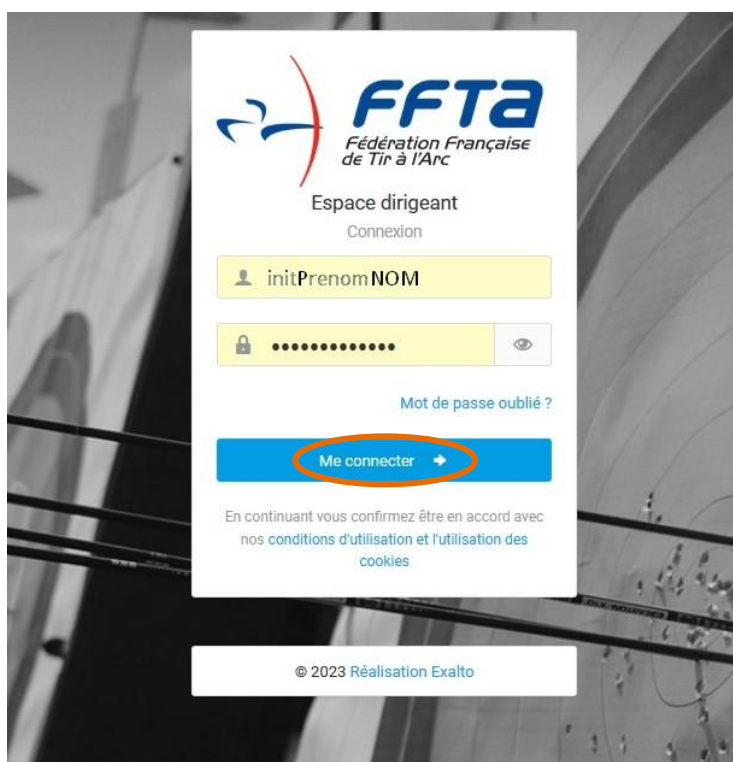 FFTa
Fédération Française
de Tir à l'Arc
Espace dirigeant
Connexion
initPrenomNOM
•••••••••••••
Mot de passe oublié ?
Me connecter
En continuant vous confirmez être en accord avec
nos conditions d'utilisation et l'utilisation des
cookies
© 2023 Réalisation Exalto